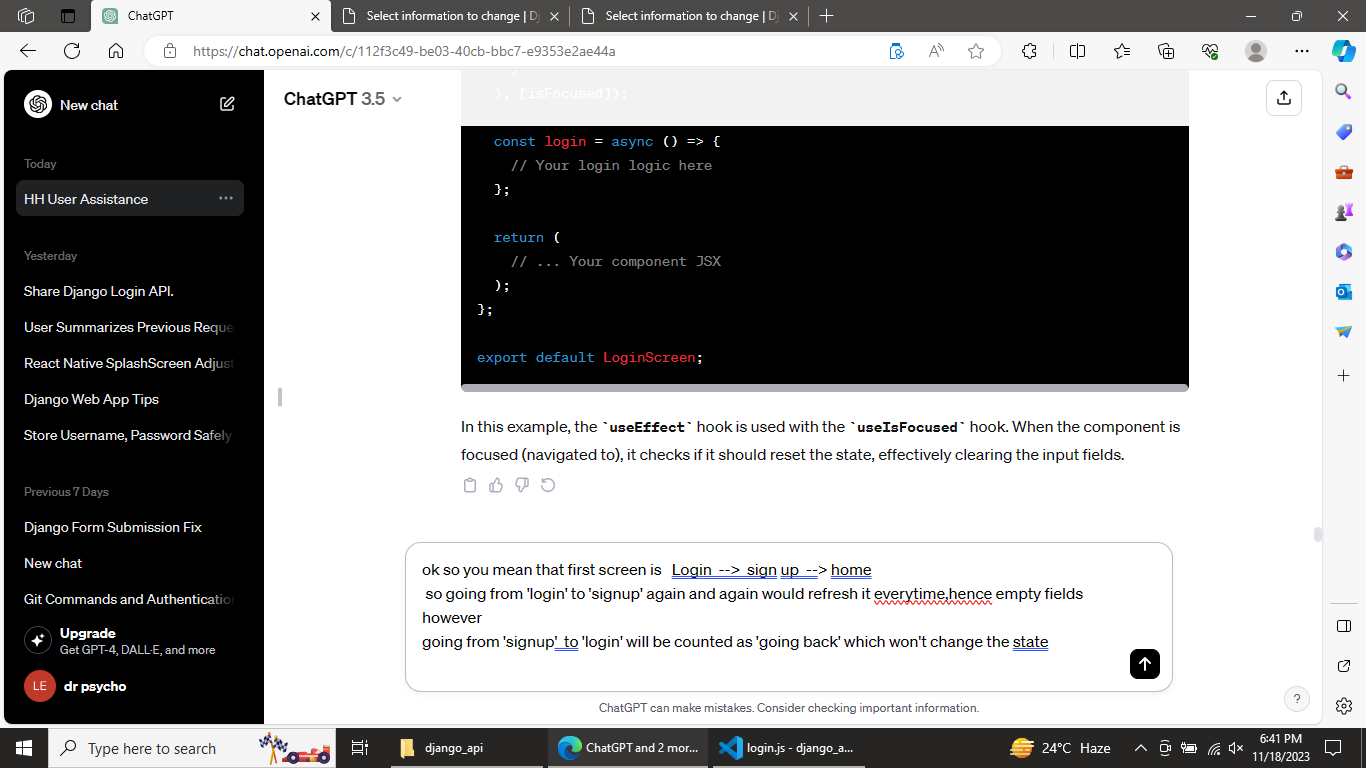 ChatGPT
Select information to change | Dj
Select information to change | Dj
https://chat.openai.com/c/112f3c49-be03-40cb-bbc7-e9353e2ae44a
New chat
Today
HH User Assistance
Yesterday
Share Django Login API.
User Summarizes Previous Reque
React Native SplashScreen Adjust
Django Web App Tips
Store Username, Password Safely
Previous 7 Days
Django Form Submission Fix
New chat
Git Commands and Authentication
Upgrade
Get GPT-4, DALL·E, and more
LE
dr psycho
ChatGPT 3.5
}, [isFocused]);
const login = async () => {
// Your login logic here
};
return (
// ... Your component JSX
);
};
export default LoginScreen;
In this example, the `useEffect` hook is used with the `useIsFocused` hook. When the component is
focused (navigated to), it checks if it should reset the state, effectively clearing the input fields.
ok so you mean that first screen is Login --> sign up --> home
so going from 'login' to 'signup' again and again would refresh it everytime,hence empty fields
however
going from 'signup' to 'login' will be counted as 'going back' which won't change the state
ChatGPT can make mistakes. Consider checking important information.
?
Type here to search
django_api
ChatGPT and 2 mor...
login.js - django_a...
24°C Haze
6:41 PM
11/18/2023